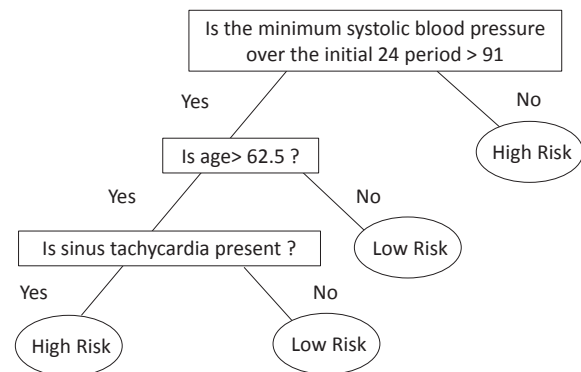 Is the minimum systolic blood pressure
over the initial 24 period > 91
Yes
No
High Risk
Is age> 62.5 ?
Yes
No
Low Risk
Is sinus tachycardia present ?
Yes
No
High Risk
Low Risk